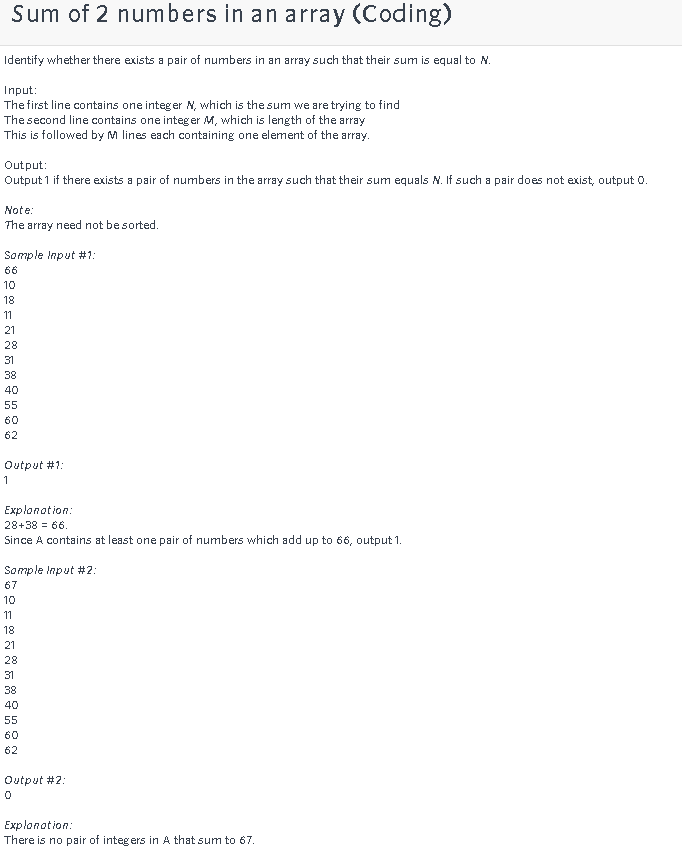 Sum of 2 numbers in an array (Coding)
Identify whether there exists a pair of numbers in an array such that their sum is equal to N.
Input:
The first line contains one integer N, which is the sum we are trying to find
The second line contains one integer M, which is length of the array
This is followed by M lines each containing one element of the array.
Output:
Output 1 if there exists a pair of numbers in the array such that their sum equals N. If such a pair does not exist, output 0.
Note:
The array need not be sorted.
Sample Input #1:
66
10
18
11
21
28
31
38
40
55
60
62
Output #1:
1
Explanation:
28+38 = 66.
Since A contains at least one pair of numbers which add up to 66, output 1.
Sample Input #2:
67
10
11
18
21
28
31
38
40
55
60
62
Output #2:
0
Explanation:
There is no pair of integers in A that sum to 67.